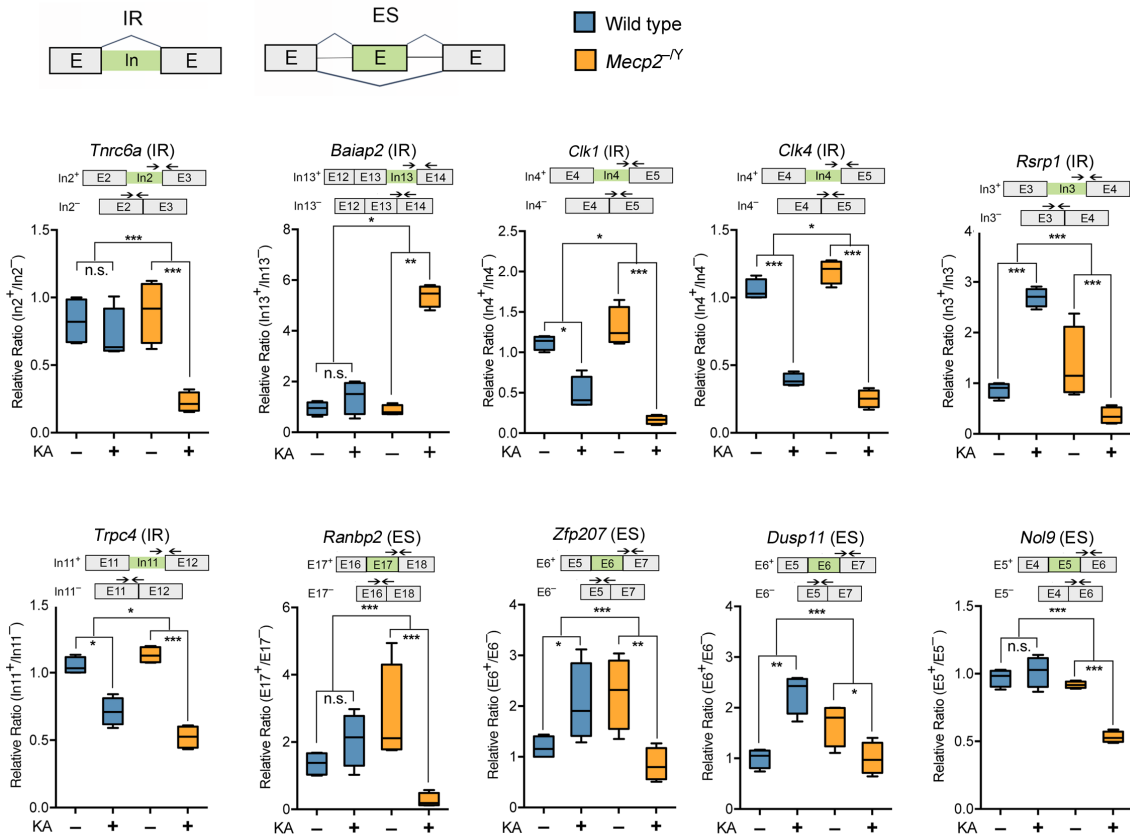 IR
E In E
ES
E E E
Wild type
Mecp2⁻/Y
Tnrc6a (IR)
In2⁺ E2 In2 E3
In2⁻ E2 E3
Relative Ratio (In2⁺/In2⁻)
1.5
1.0
0.5
0.0
***
n.s.
***
KA – + – +
Baiap2 (IR)
In13⁺ E12 E13 In13 E14
In13⁻ E12 E13 E14
Relative Ratio (In13⁺/In13⁻)
8
6
4
2
0
*
**
n.s.
KA – + – +
Clk1 (IR)
In4⁺ E4 In4 E5
In4⁻ E4 E5
Relative Ratio (In4⁺/In4⁻)
2.5
2.0
1.5
1.0
0.5
0.0
*
***
*
KA – + – +
Clk4 (IR)
In4⁺ E4 In4 E5
In4⁻ E4 E5
Relative Ratio (In4⁺/In4⁻)
1.5
1.0
0.5
0.0
*
***
***
KA – + – +
Rsrp1 (IR)
In3⁺ E3 In3 E4
In3⁻ E3 E4
Relative Ratio (In3⁺/In3⁻)
4
3
2
1
0
***
***
***
KA – + – +
Trpc4 (IR)
In11⁺ E11 In11 E12
In11⁻ E11 E12
Relative Ratio (In11⁺/In11⁻)
1.5
1.0
0.5
0.0
*
*
***
KA – + – +
Ranbp2 (ES)
E17⁺ E16 E17 E18
E17⁻ E16 E18
Relative Ratio (E17⁺/E17⁻)
6
4
2
0
***
***
n.s.
KA – + – +
Zfp207 (ES)
E6⁺ E5 E6 E7
E6⁻ E5 E7
Relative Ratio (E6⁺/E6⁻)
4
3
2
1
0
***
*
**
KA – + – +
Dusp11 (ES)
E6⁺ E5 E6 E7
E6⁻ E5 E7
Relative Ratio (E6⁺/E6⁻)
4
3
2
1
0
***
**
*
KA – + – +
Nol9 (ES)
E5⁺ E4 E5 E6
E5⁻ E4 E6
Relative Ratio (E5⁺/E5⁻)
1.5
1.0
0.5
0.0
***
n.s.
***
KA – + – +